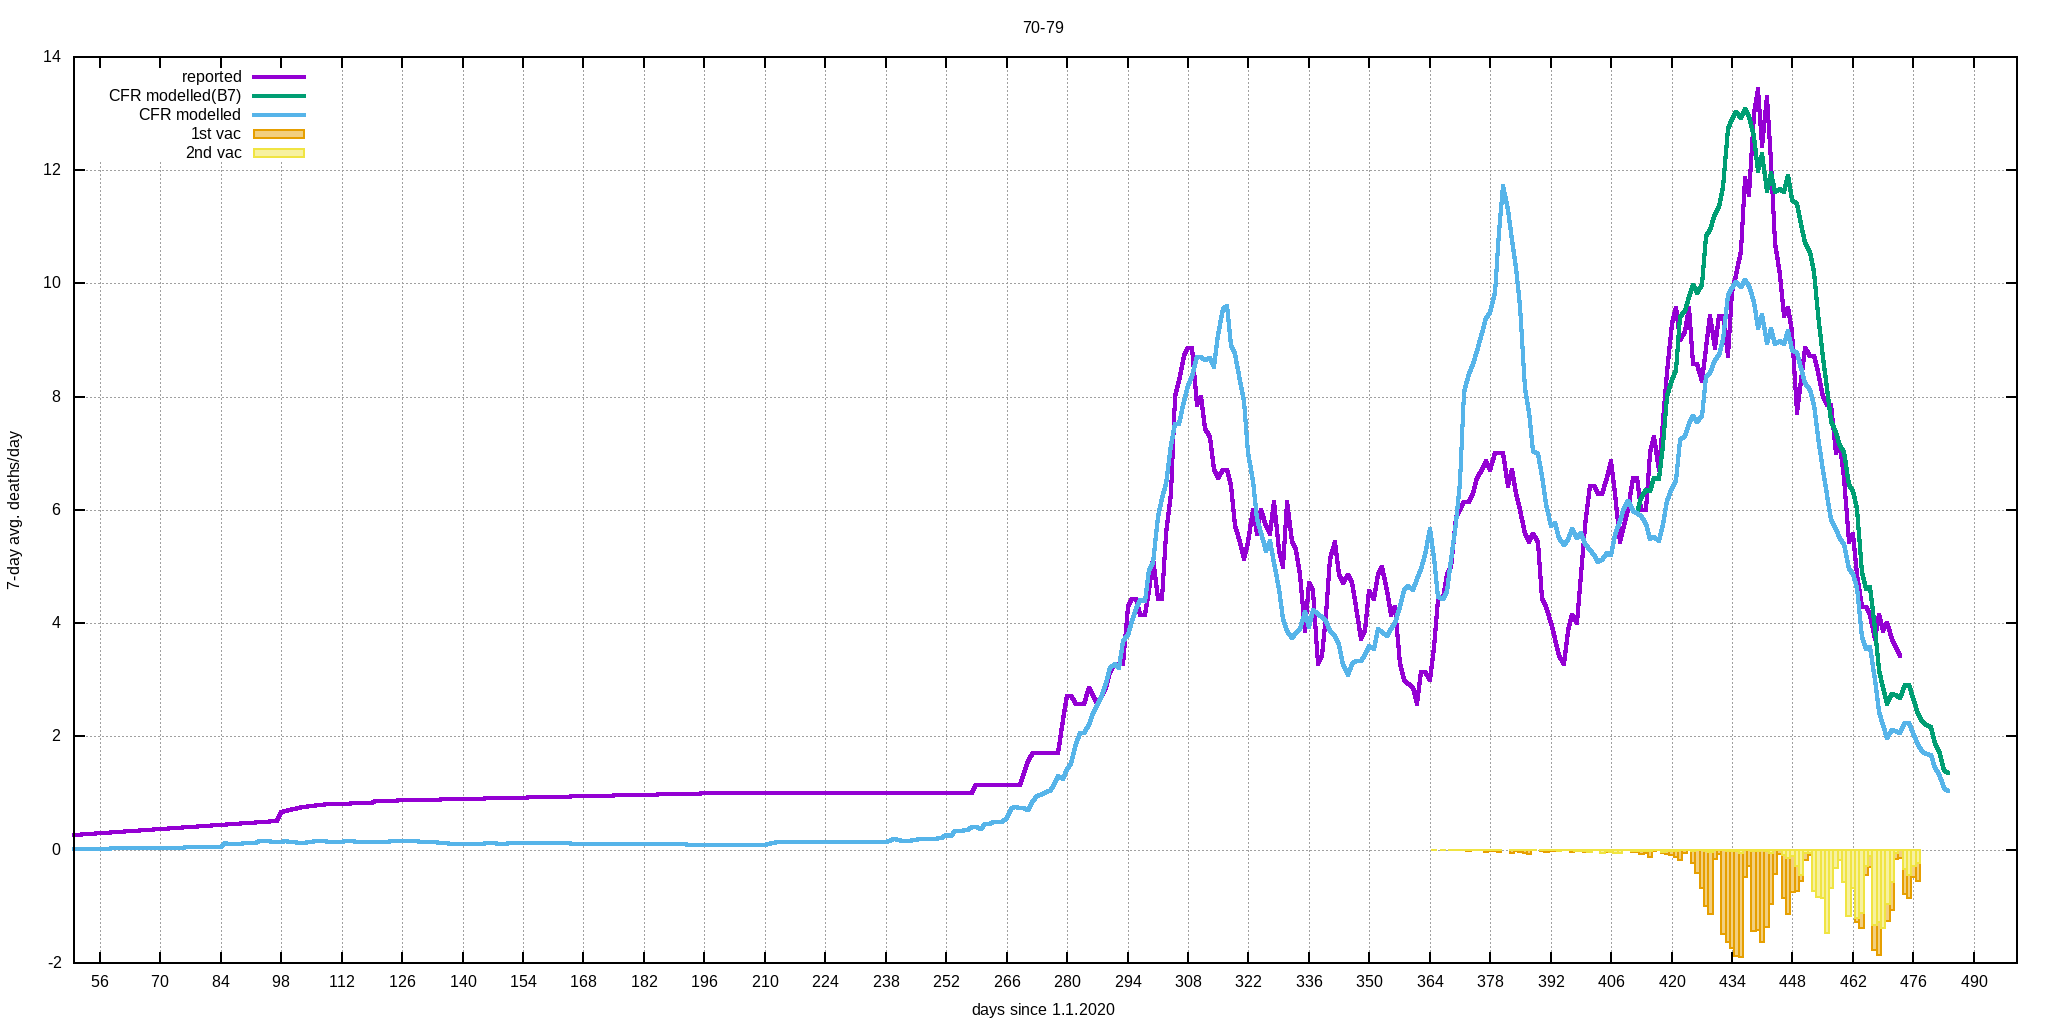 70-79
14
12
10
8
6
4
2
0
-2
reported
CFR modelled(B7)
CFR modelled
1st vac
2nd vac
7-day avg. deaths/day
56 70 84 98 112 126 140 154 168 182 196 210 224 238 252 266 280 294 308 322 336 350 364 378 392 406 420 434 448 462 476 490
days since 1.1.2020